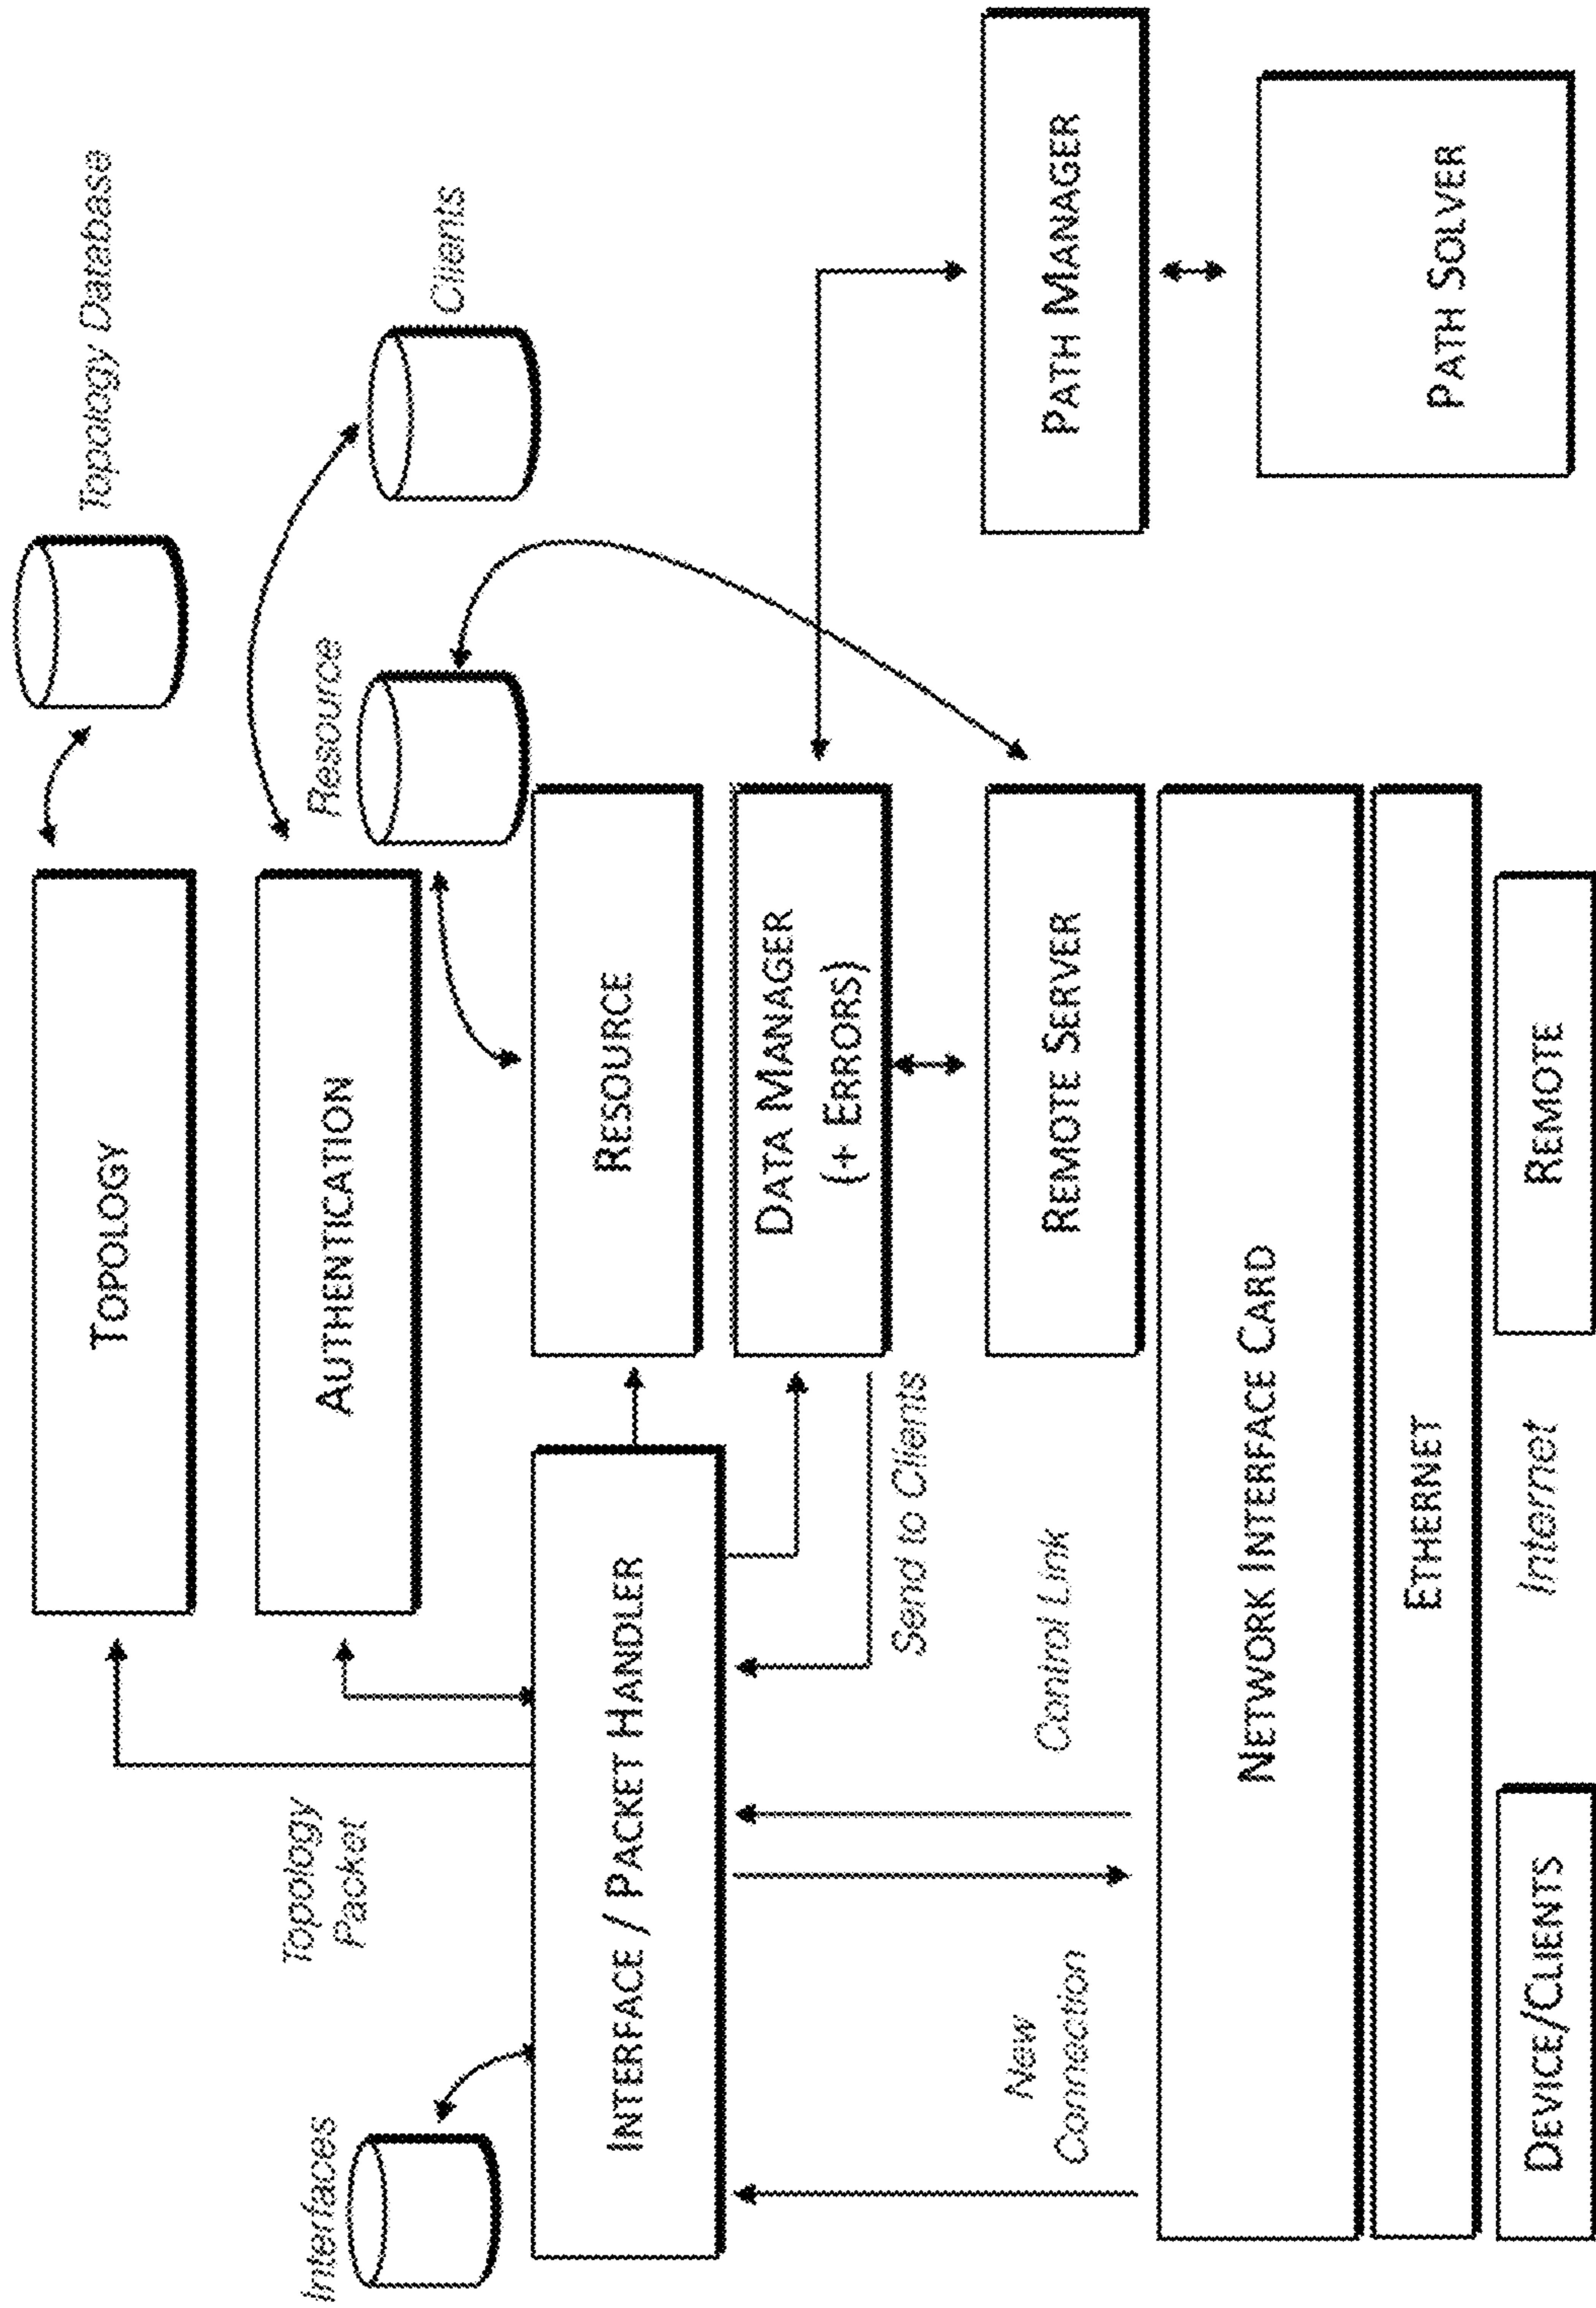 Topology Database
Topology
Clients
Authentication
Resource
Interfaces
Topology
Packet
Interface / Packet Handler
Resource
Data Manager
(+ Errors)
Send to Clients
Path Manager
New
Connection
Control Link
Remote Server
Network Interface Card
Path Solver
Ethernet
Device/Clients
Internet
Remote